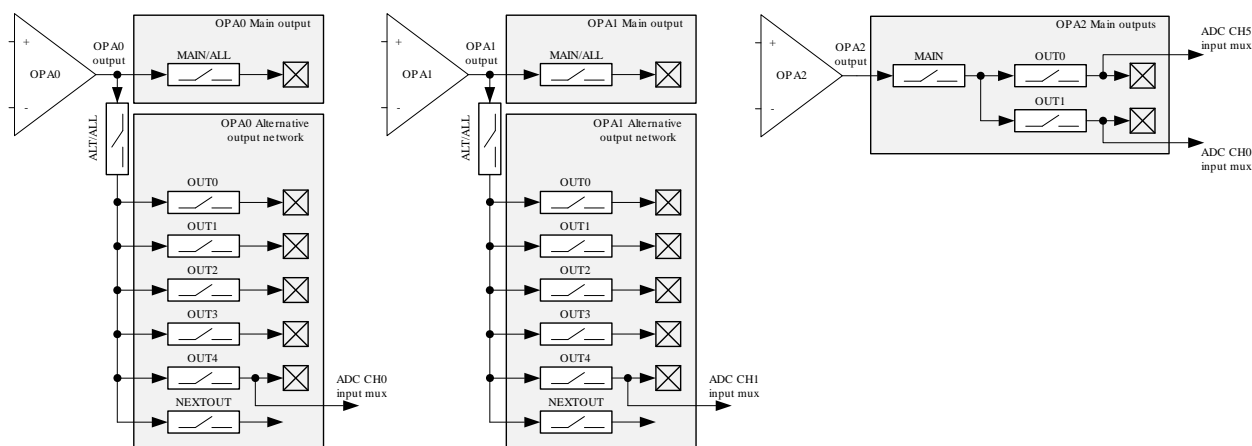 OPA0 Main output
+
OPA0
-
OPA0
output
MAIN/ALL
ALT/ALL
OPA0 Alternative
output network
OUT0
OUT1
OUT2
OUT3
OUT4
ADC CH0
input mux
NEXTOUT
OPA1 Main output
+
OPA1
-
OPA1
output
MAIN/ALL
ALT/ALL
OPA1 Alternative
output network
OUT0
OUT1
OUT2
OUT3
OUT4
ADC CH1
input mux
NEXTOUT
OPA2 Main outputs
+
OPA2
-
OPA2
output
MAIN
OUT0
OUT1
ADC CH5
input mux
ADC CH0
input mux